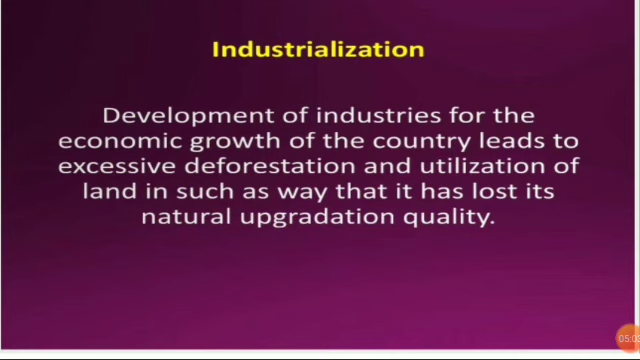 Industrialization
Development of industries for the
economic growth of the country leads to
excessive deforestation and utilization of
land in such as way that it has lost its
natural upgradation quality.